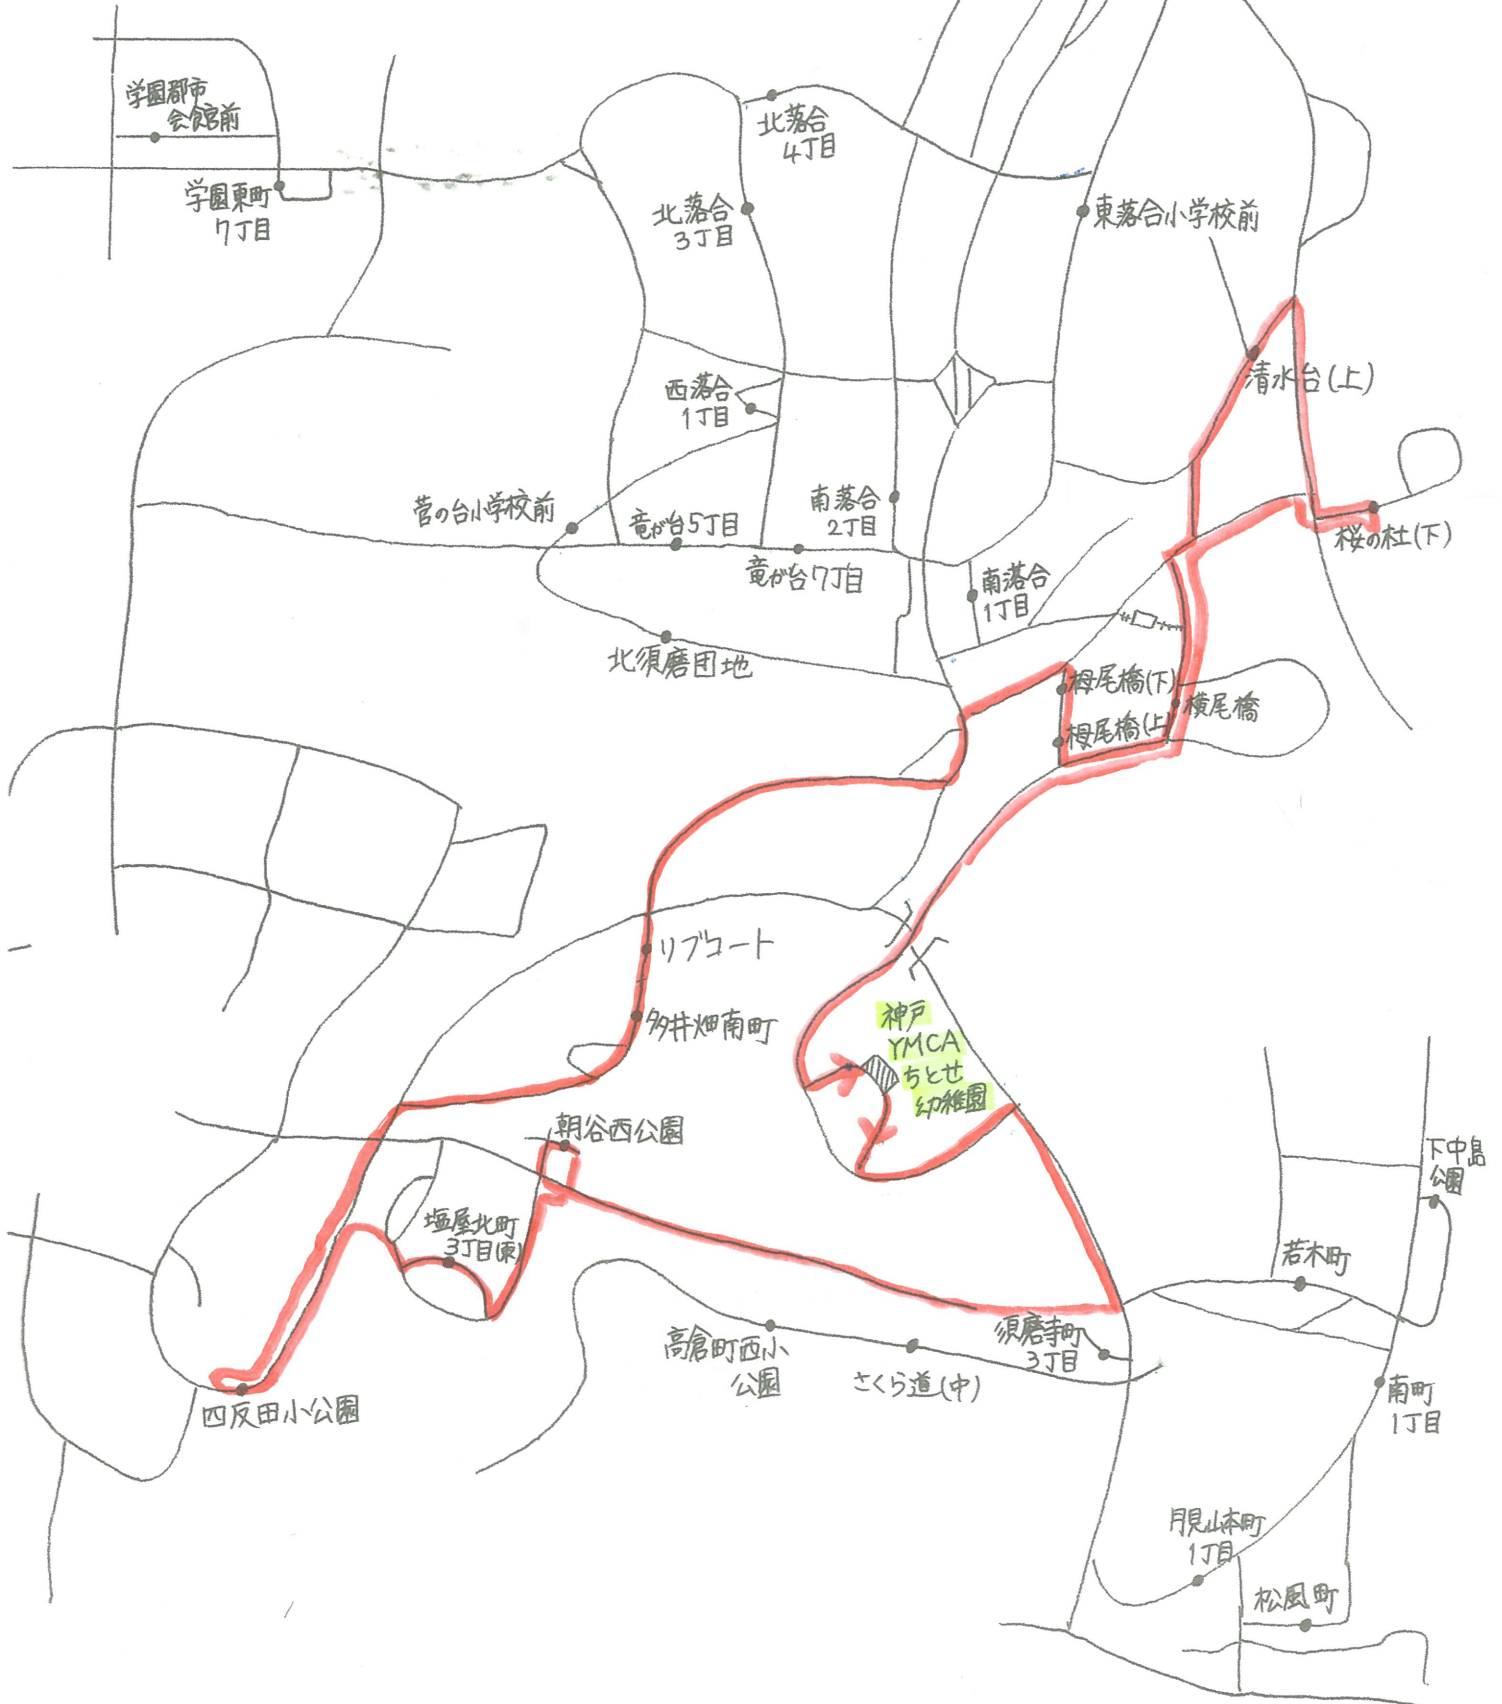 学園都市
会館前
学園東町
7丁目
北落合
4丁目
北落合
3丁目
東落合小学校前
清水台(上)
西落合
1丁目
菅の台小学校前
竜が台5丁目
南落合
2丁目
竜が台7丁目
南落合
1丁目
桜の杜(下)
北須磨団地
栂尾橋(下)
栂尾橋(上)
横尾橋
リブコート
多井畑南町
神戸
YMCA
ちとせ
幼稚園
朝谷西公園
塩屋北町
3丁目(東)
四反田小公園
高倉町西小
公園
さくら道(中)
須磨寺町
3丁目
若木町
下中島
公園
南町
1丁目
月見山本町
1丁目
松風町